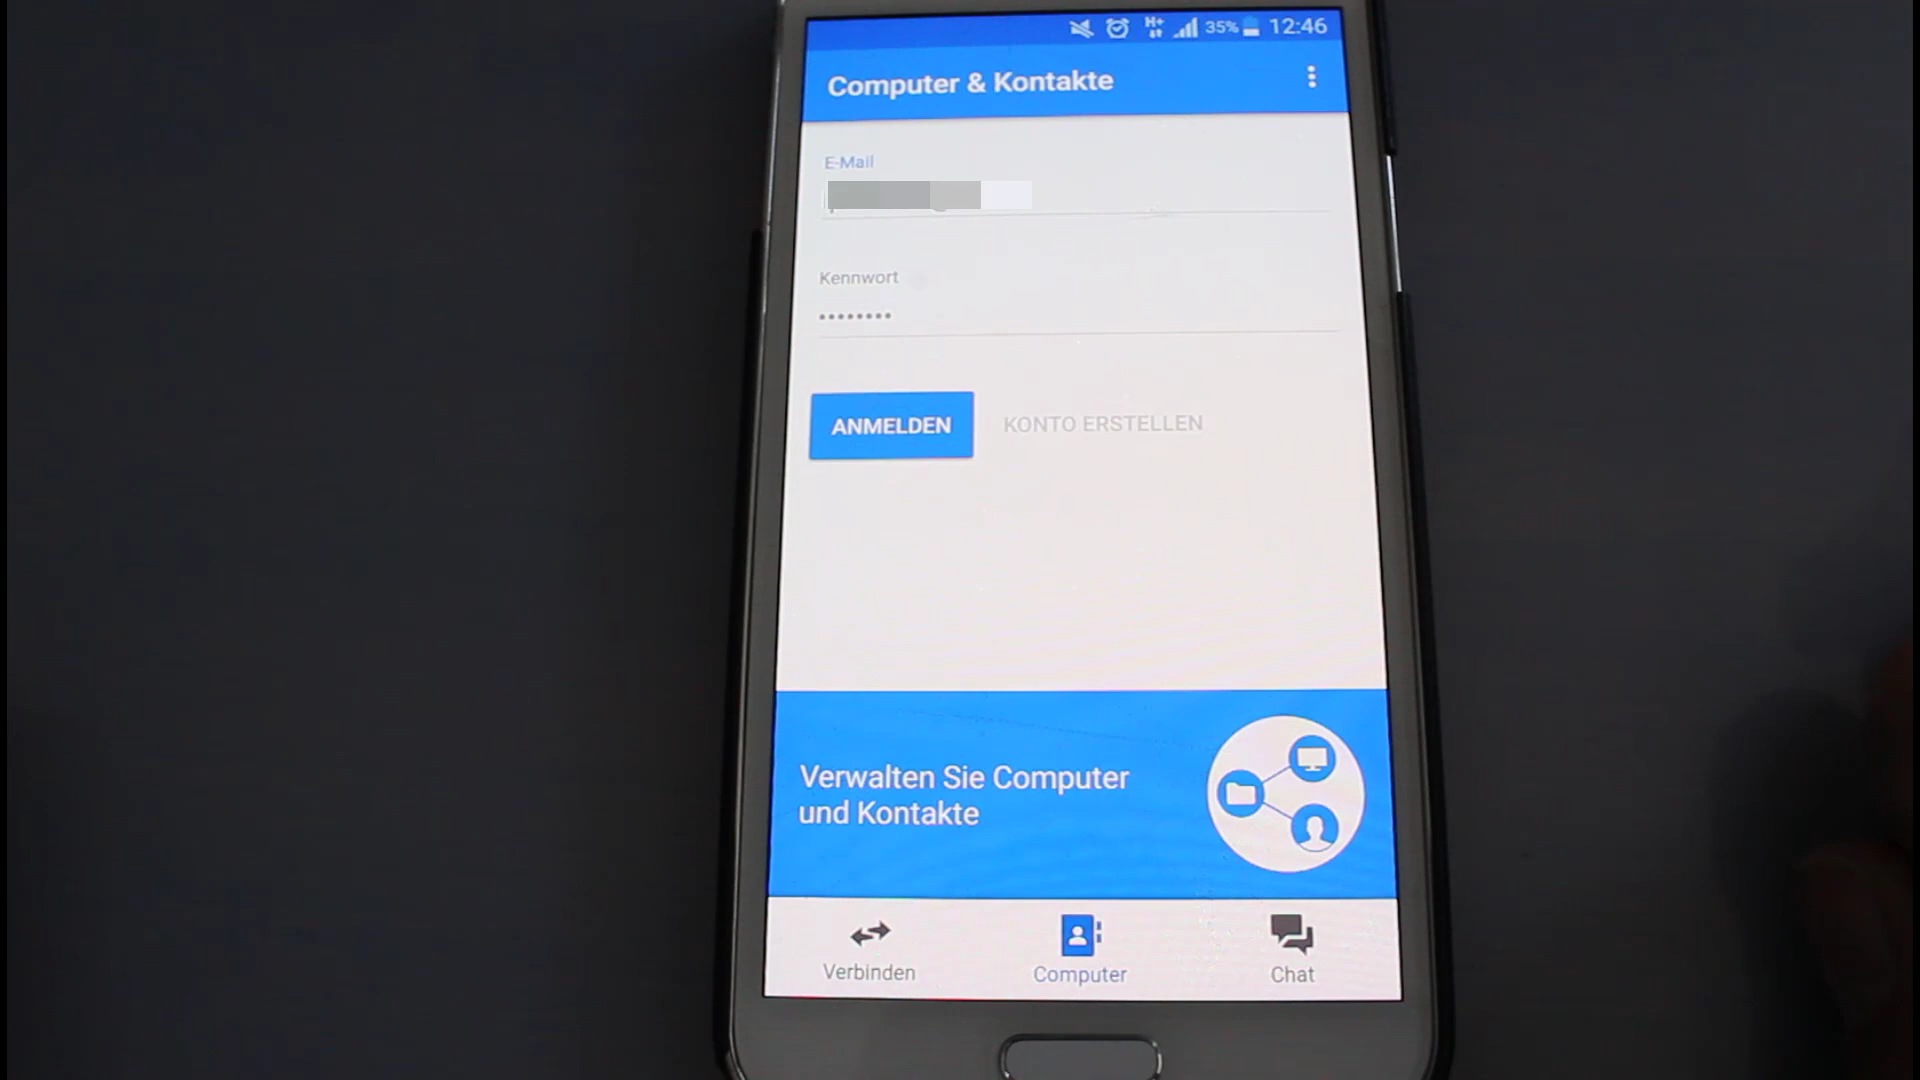 35% 12:46
Computer & Kontakte
E-Mail
Kennwort
••••••••
ANMELDEN KONTO ERSTELLEN
Verwalten Sie Computer
und Kontakte
Verbinden Computer Chat